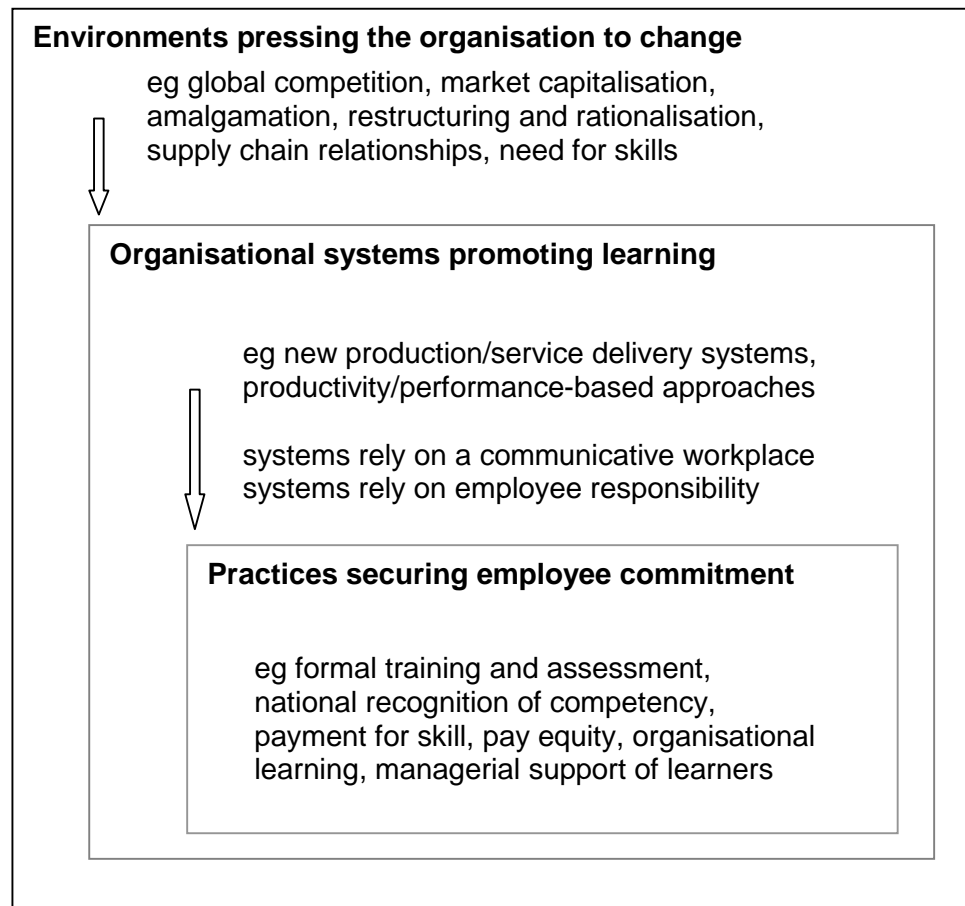 Environments pressing the organisation to change
eg global competition, market capitalisation,
amalgamation, restructuring and rationalisation,
supply chain relationships, need for skills
Organisational systems promoting learning
eg new production/service delivery systems,
productivity/performance-based approaches
systems rely on a communicative workplace
systems rely on employee responsibility
Practices securing employee commitment
eg formal training and assessment,
national recognition of competency,
payment for skill, pay equity, organisational
learning, managerial support of learners